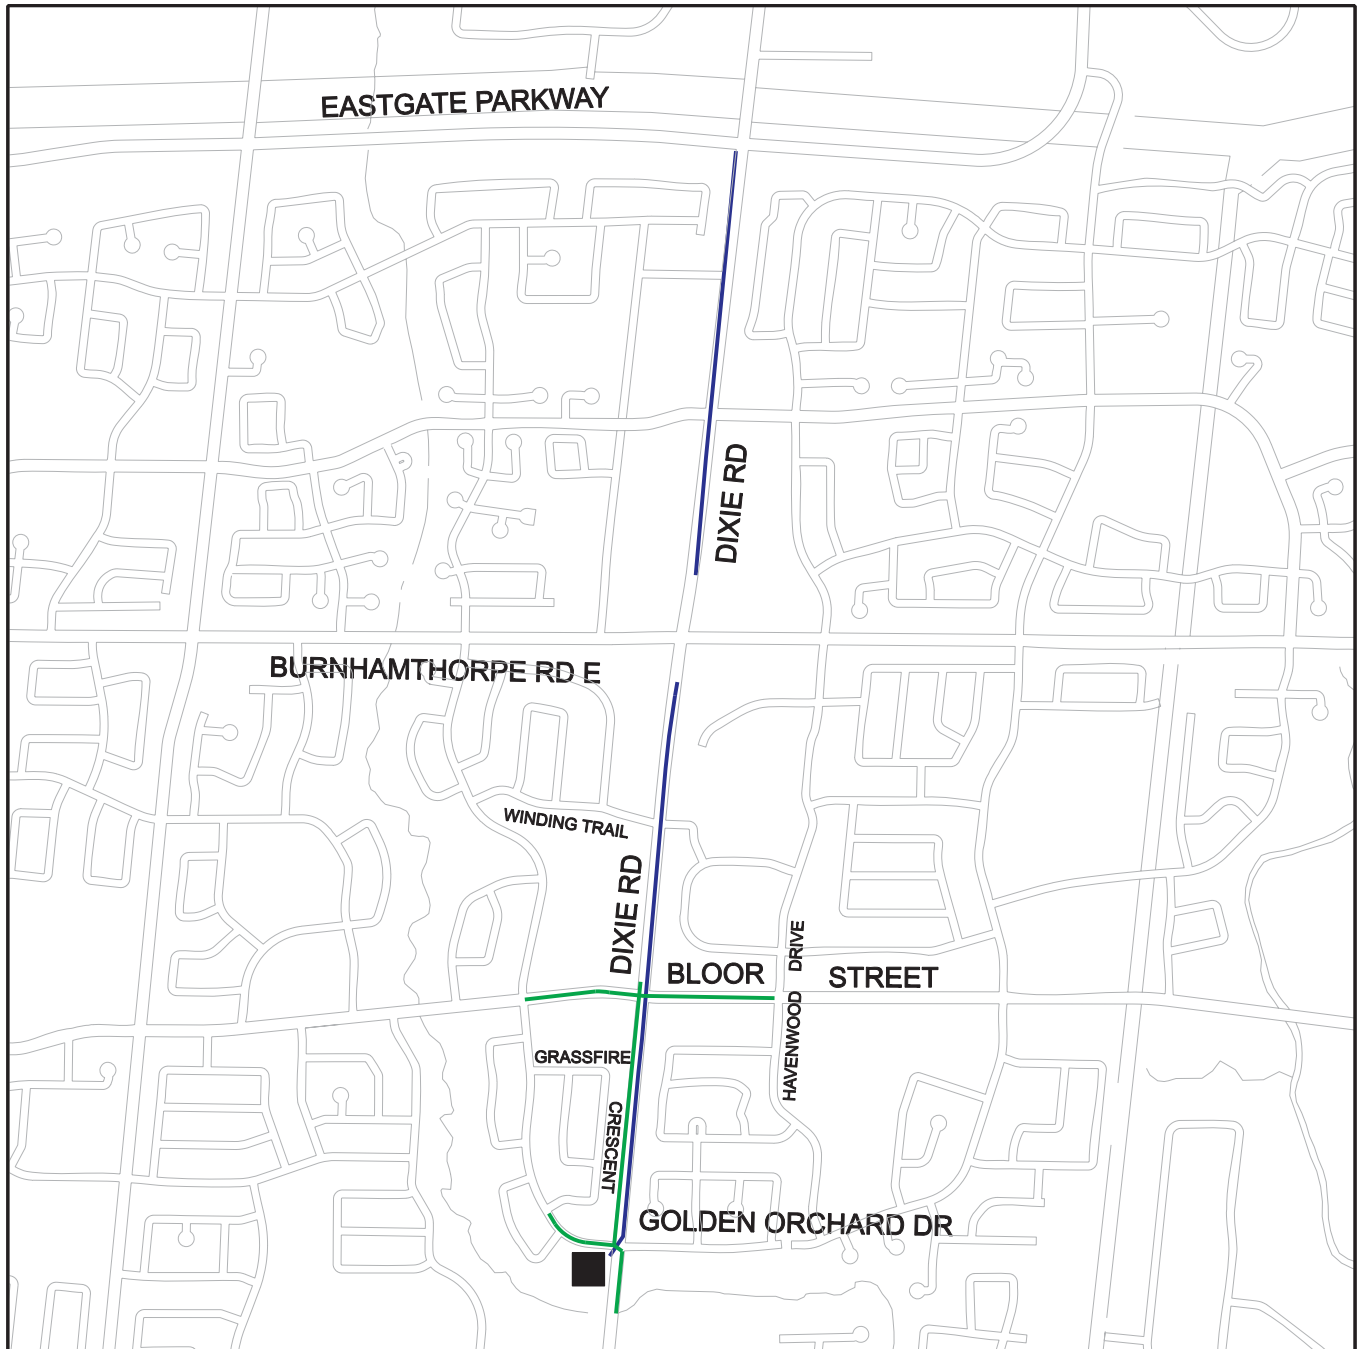 EASTGATE PARKWAY
DIXIE RD
BURNHAMTHORPE RD E
WINDING TRAIL
DIXIE RD
BLOOR STREET
HAVENWOOD DRIVE
GRASSFIRE
CRESCENT
GOLDEN ORCHARD DR